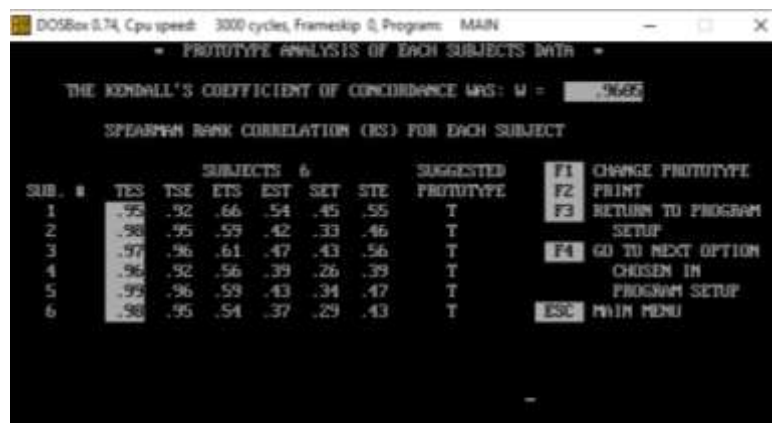 DOSBox 0.74, Cpu speed: 3000 cycles, Frameskip 0, Program: MAIN
* PROTOTYPE ANALYSIS OF EACH SUBJECTS DATA *
THE KENDALL'S COEFFICIENT OF CONCORDANCE WAS: W = .9605
SPEARMAN RANK CORRELATION (RS) FOR EACH SUBJECT
SUBJECTS 6 SUGGESTED F1 CHANGE PROTOTYPE
SUB. # TES TSE ETS EST SET STE PROTOTYPE F2 PRINT
1 .95 .92 .66 .54 .45 .55 T F3 RETURN TO PROGRAM
2 .98 .95 .59 .42 .33 .46 T SETUP
3 .97 .96 .61 .47 .43 .56 T F4 GO TO NEXT OPTION
4 .96 .92 .56 .39 .26 .39 T CHOSEN IN
5 .99 .96 .59 .43 .34 .47 T PROGRAM SETUP
6 .98 .95 .54 .37 .29 .43 T ESC MAIN MENU